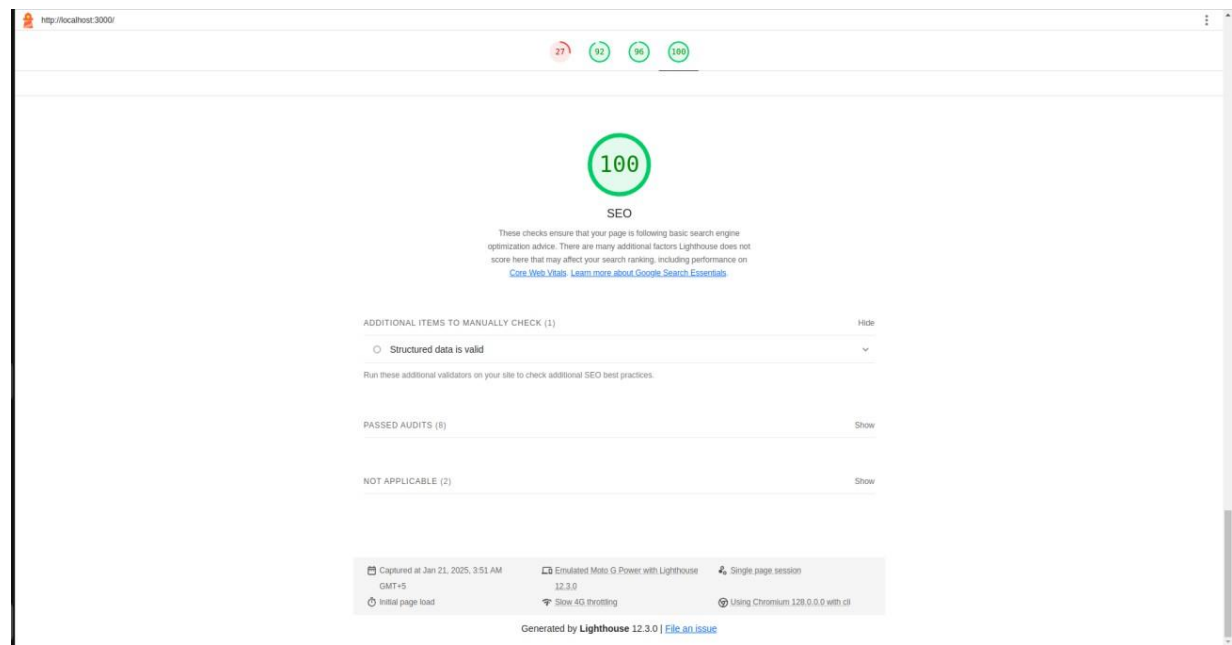 http://localhost:3000/
27 92 96 100
100
SEO
These checks ensure that your page is following basic search engine
optimization advice. There are many additional factors Lighthouse does not
score here that may affect your search ranking, including performance on
Core Web Vitals. Learn more about Google Search Essentials.
ADDITIONAL ITEMS TO MANUALLY CHECK (1) Hide
Structured data is valid
Run these additional validators on your site to check additional SEO best practices.
PASSED AUDITS (8) Show
NOT APPLICABLE (2) Show
Captured at Jan 21, 2025, 3:51 AM
GMT+5
Emulated Moto G Power with Lighthouse
12.3.0
Single page session
Initial page load
Slow 4G throttling
Using Chromium 128.0.0.0 with cli
Generated by Lighthouse 12.3.0 | File an issue